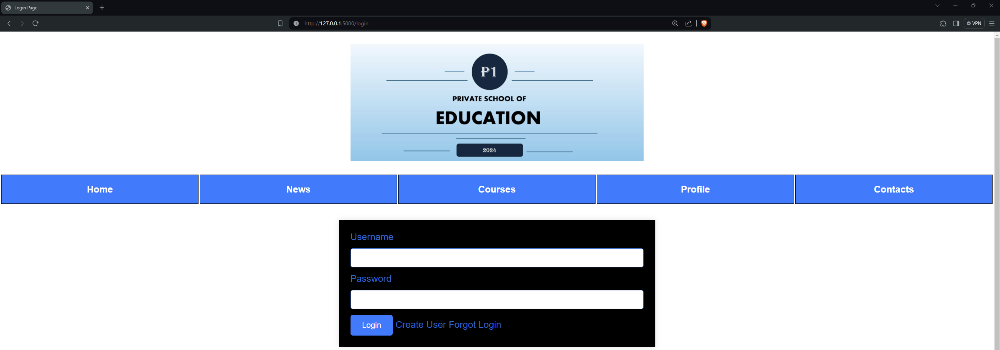 Login Page
http://127.0.0.1:5000/login
VPN
P1
PRIVATE SCHOOL OF
EDUCATION
2024
Home News Courses Profile Contacts
Username
Password
Login Create User Forgot Login